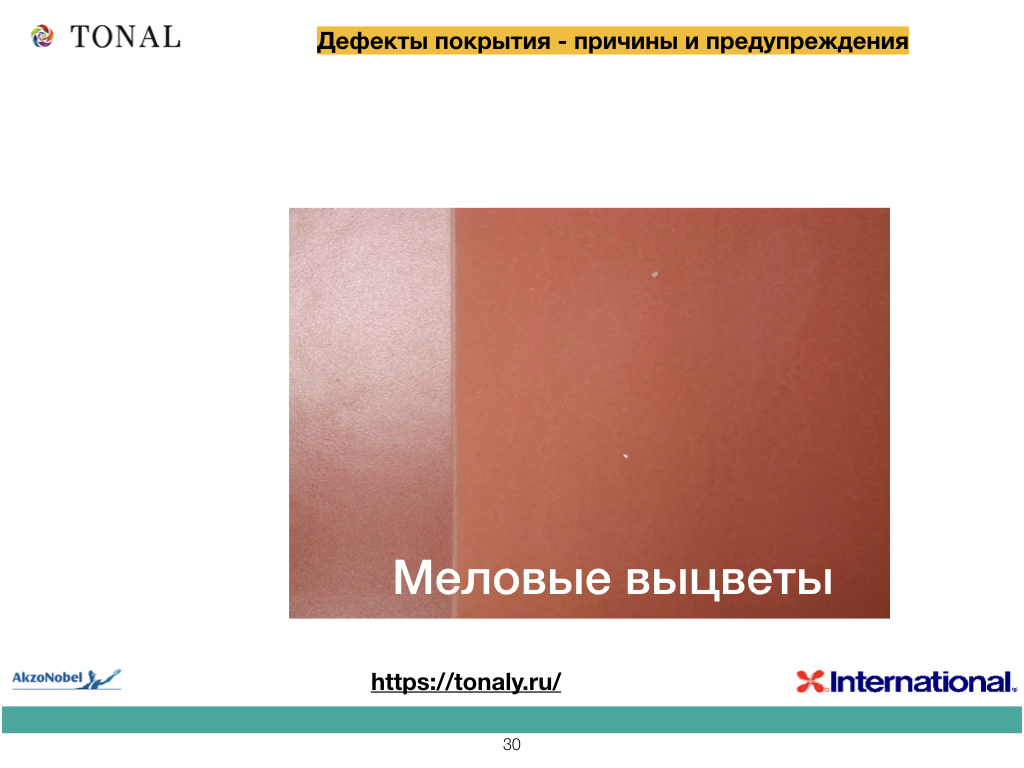 TONAL
Дефекты покрытия - причины и предупреждения
Меловые выцветы
AkzoNobel
https://tonaly.ru/
International
30